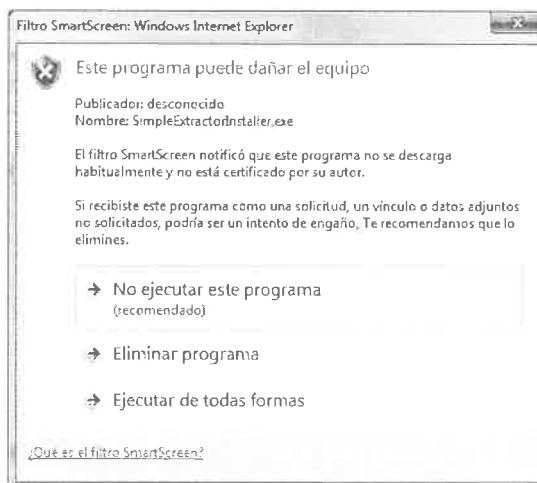 Filtro SmartScreen: Windows Internet Explorer
Este programa puede dañar el equipo
Publicador: desconocido
Nombre: SimpleExtractorInstaller.exe
El filtro SmartScreen notificó que este programa no se descarga
habitualmente y no está certificado por su autor.
Si recibiste este programa como una solicitud, un vínculo o datos adjuntos
no solicitados, podría ser un intento de engaño. Te recomendamos que lo
elimines.
No ejecutar este programa
(recomendado)
Eliminar programa
Ejecutar de todas formas
¿Qué es el filtro SmartScreen?